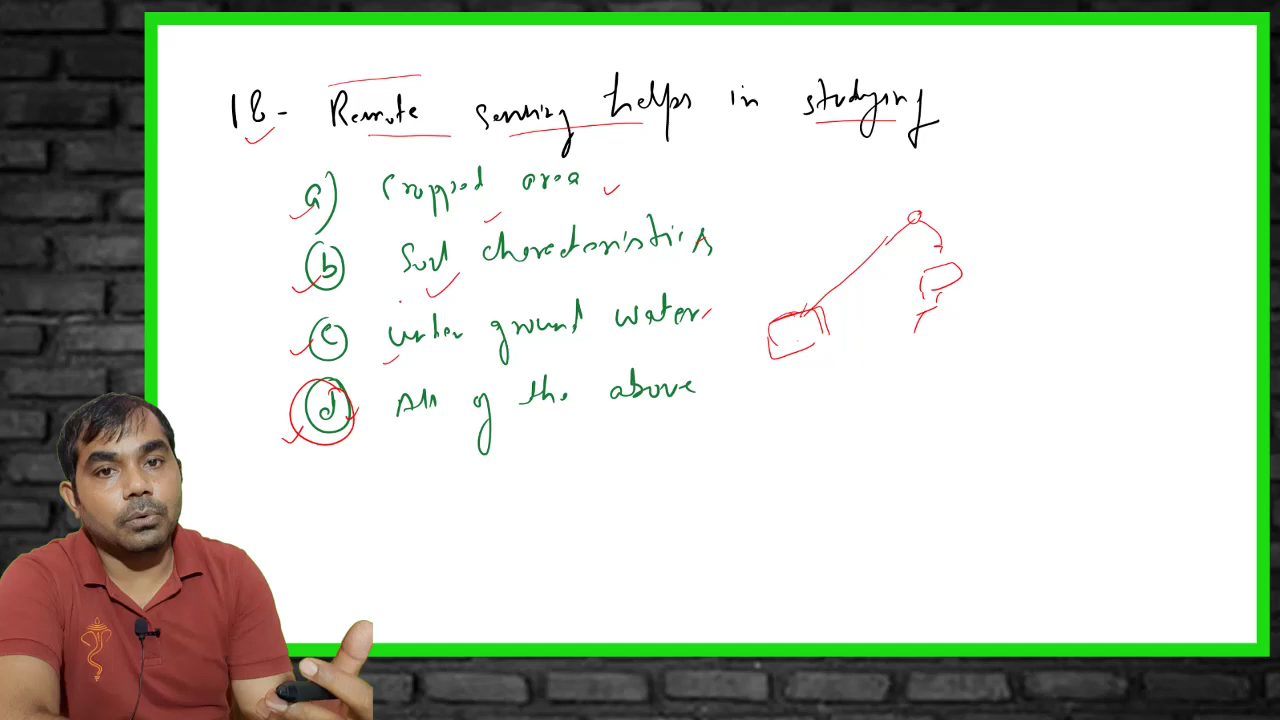 18- Remote sensing helps in studying
a) Cropped area
b Soil characteristics
c under ground water
d All of the above